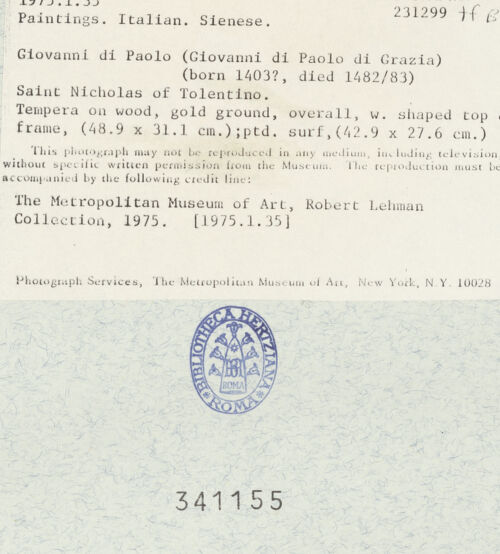 1975.1.35
231299 tf B
Paintings. Italian. Sienese.
Giovanni di Paolo (Giovanni di Paolo di Grazia)
(born 1403?, died 1482/83)
Saint Nicholas of Tolentino.
Tempera on wood, gold ground, overall, w. shaped top &
frame, (48.9 x 31.1 cm.);ptd. surf,(42.9 x 27.6 cm.)
This photograph may not be reproduced in any medium, including television
without specific written permission from the Museum. The reproduction must be
accompanied by the following credit line:
The Metropolitan Museum of Art, Robert Lehman
Collection, 1975. [1975.1.35]
Photograph Services, The Metropolitan Museum of Art, New York, N.Y. 10028
BIBLIOTHECA HERTZIANA
ROMA
ROMA
341155